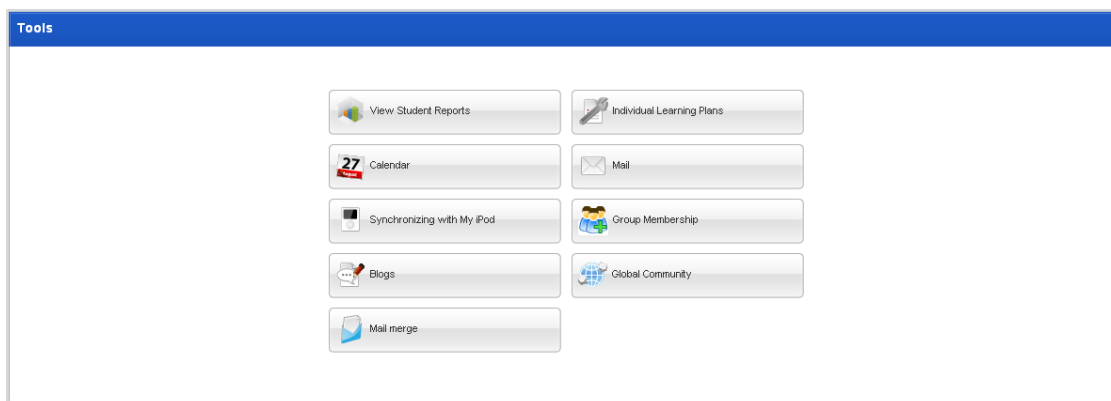 Tools
View Student Reports
Individual Learning Plans
27
August
Calendar
Mail
Synchronizing with My iPod
Group Membership
Blogs
Global Community
Mail merge